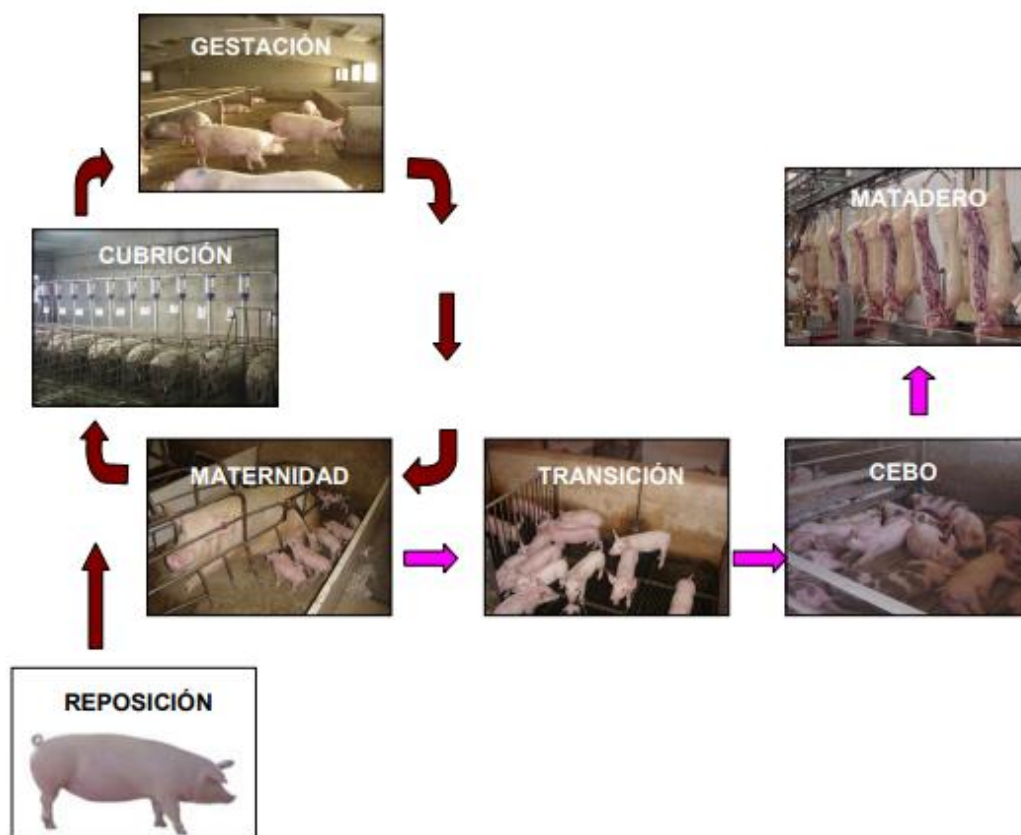 GESTACIÓN
MATADERO
CUBRICIÓN
MATERNIDAD
TRANSICIÓN
CEBO
REPOSICIÓN